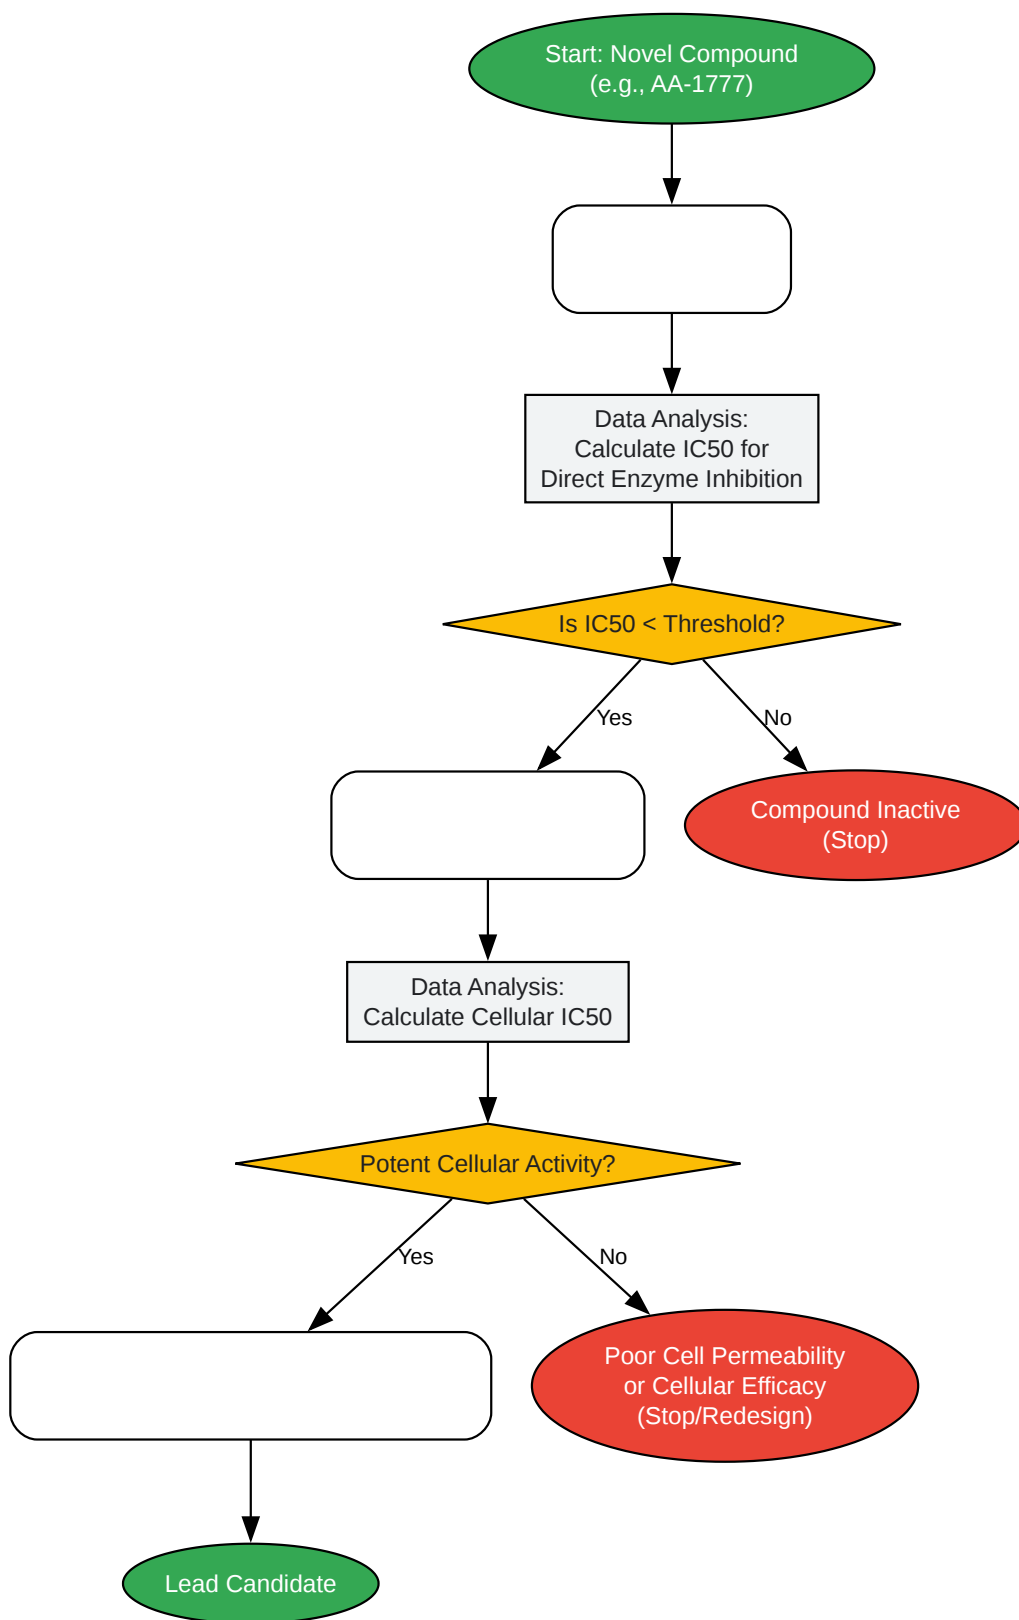 Start: Novel Compound
(e.g., AA-1777)
Data Analysis:
Calculate IC50 for
Direct Enzyme Inhibition
Is IC50 < Threshold?
Yes
No
Compound Inactive
(Stop)
Data Analysis:
Calculate Cellular IC50
Potent Cellular Activity?
Yes
No
Poor Cell Permeability
or Cellular Efficacy
(Stop/Redesign)
Lead Candidate